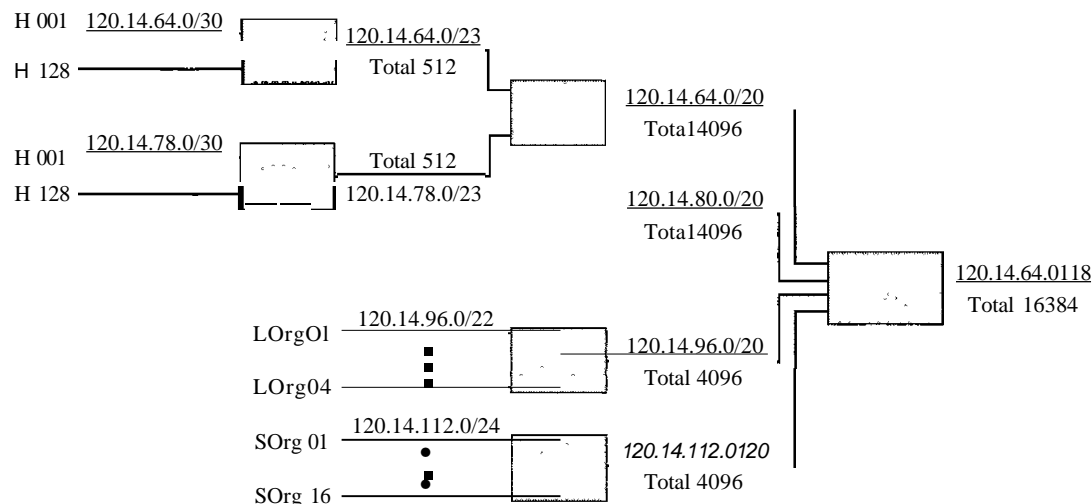 H 001 120.14.64.0/30
120.14.64.0/23
H 128
Total 512
120.14.64.0/20
Tota14096
H 001 120.14.78.0/30
Total 512
H 128
120.14.78.0/23
120.14.80.0/20
Tota14096
120.14.64.0118
Total 16384
LOrgO1 120.14.96.0/22
120.14.96.0/20
LOrg04
Total 4096
SOrg 01 120.14.112.0/24
120.14.112.0120
SOrg 16
Total 4096